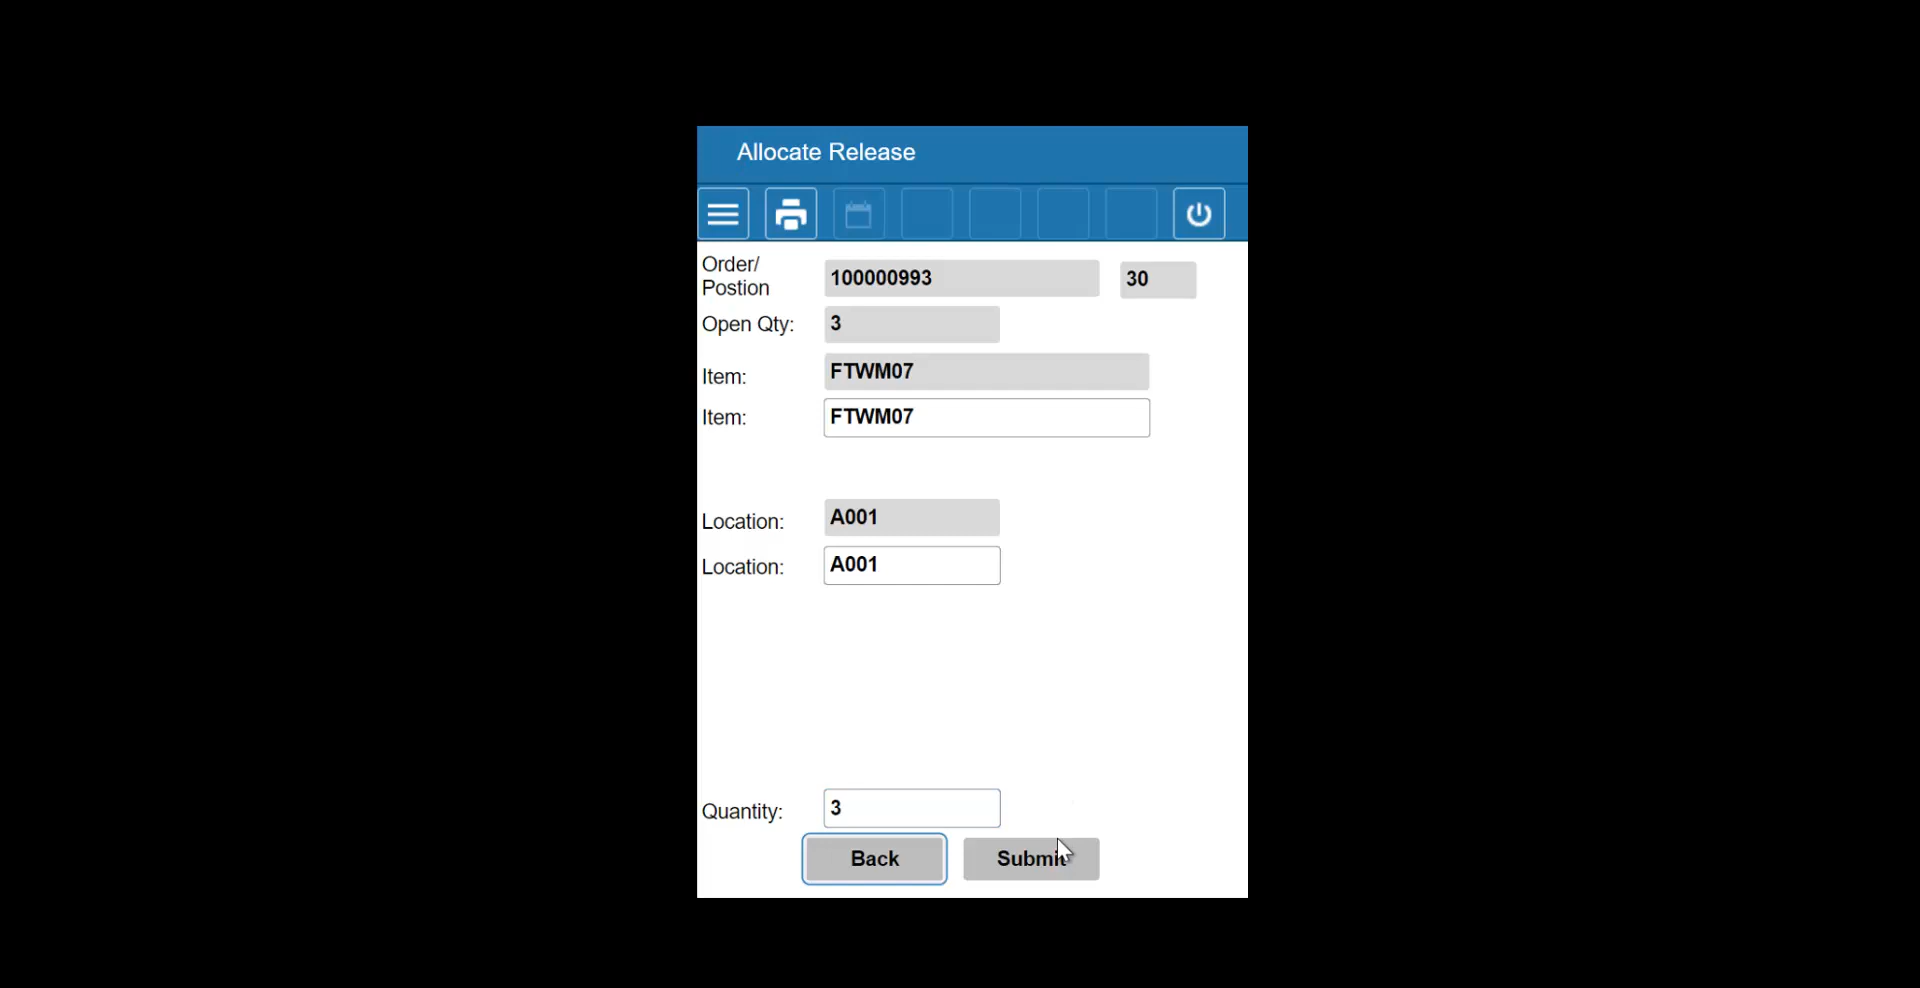 Allocate Release
Order/
Postion
100000993 30
Open Qty: 3
Item: FTWM07
Item: FTWM07
Location: A001
Location: A001
Quantity: 3
Back Submit